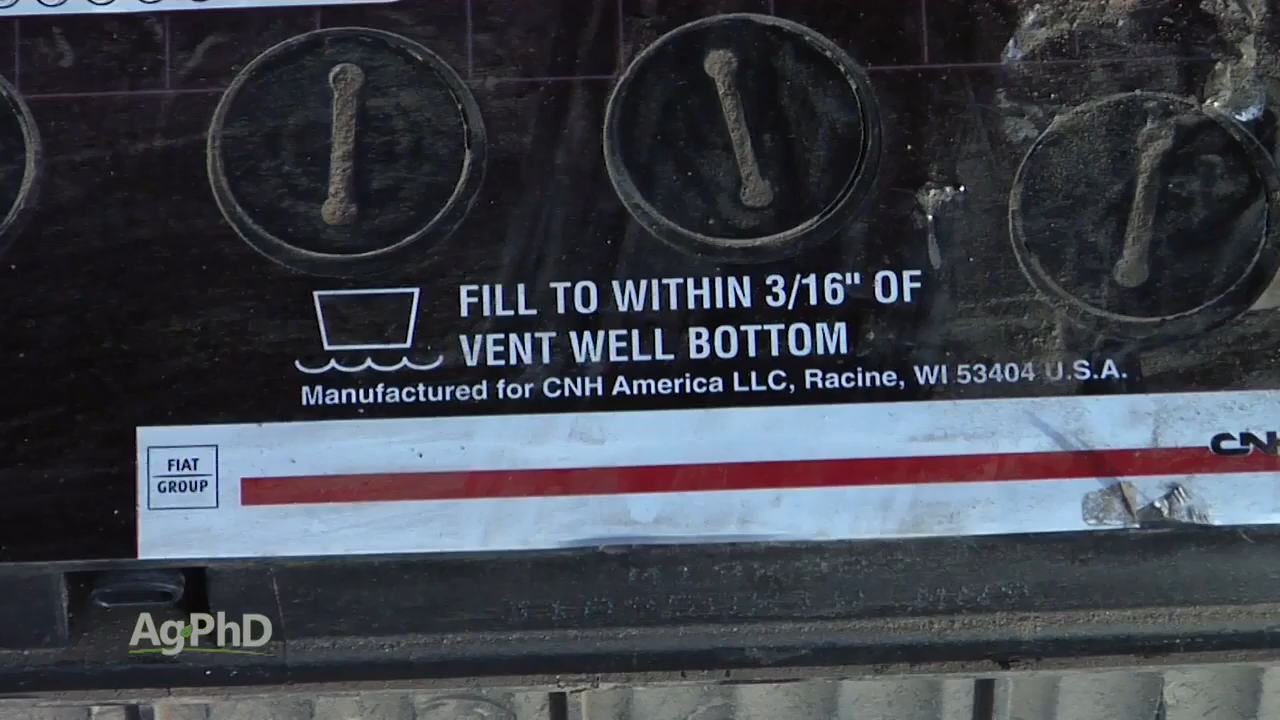 FILL TO WITHIN 3/16" OF
VENT WELL BOTTOM
Manufactured for CNH America LLC, Racine, WI 53404 U.S.A.
FIAT
GROUP
CN
AgPhD